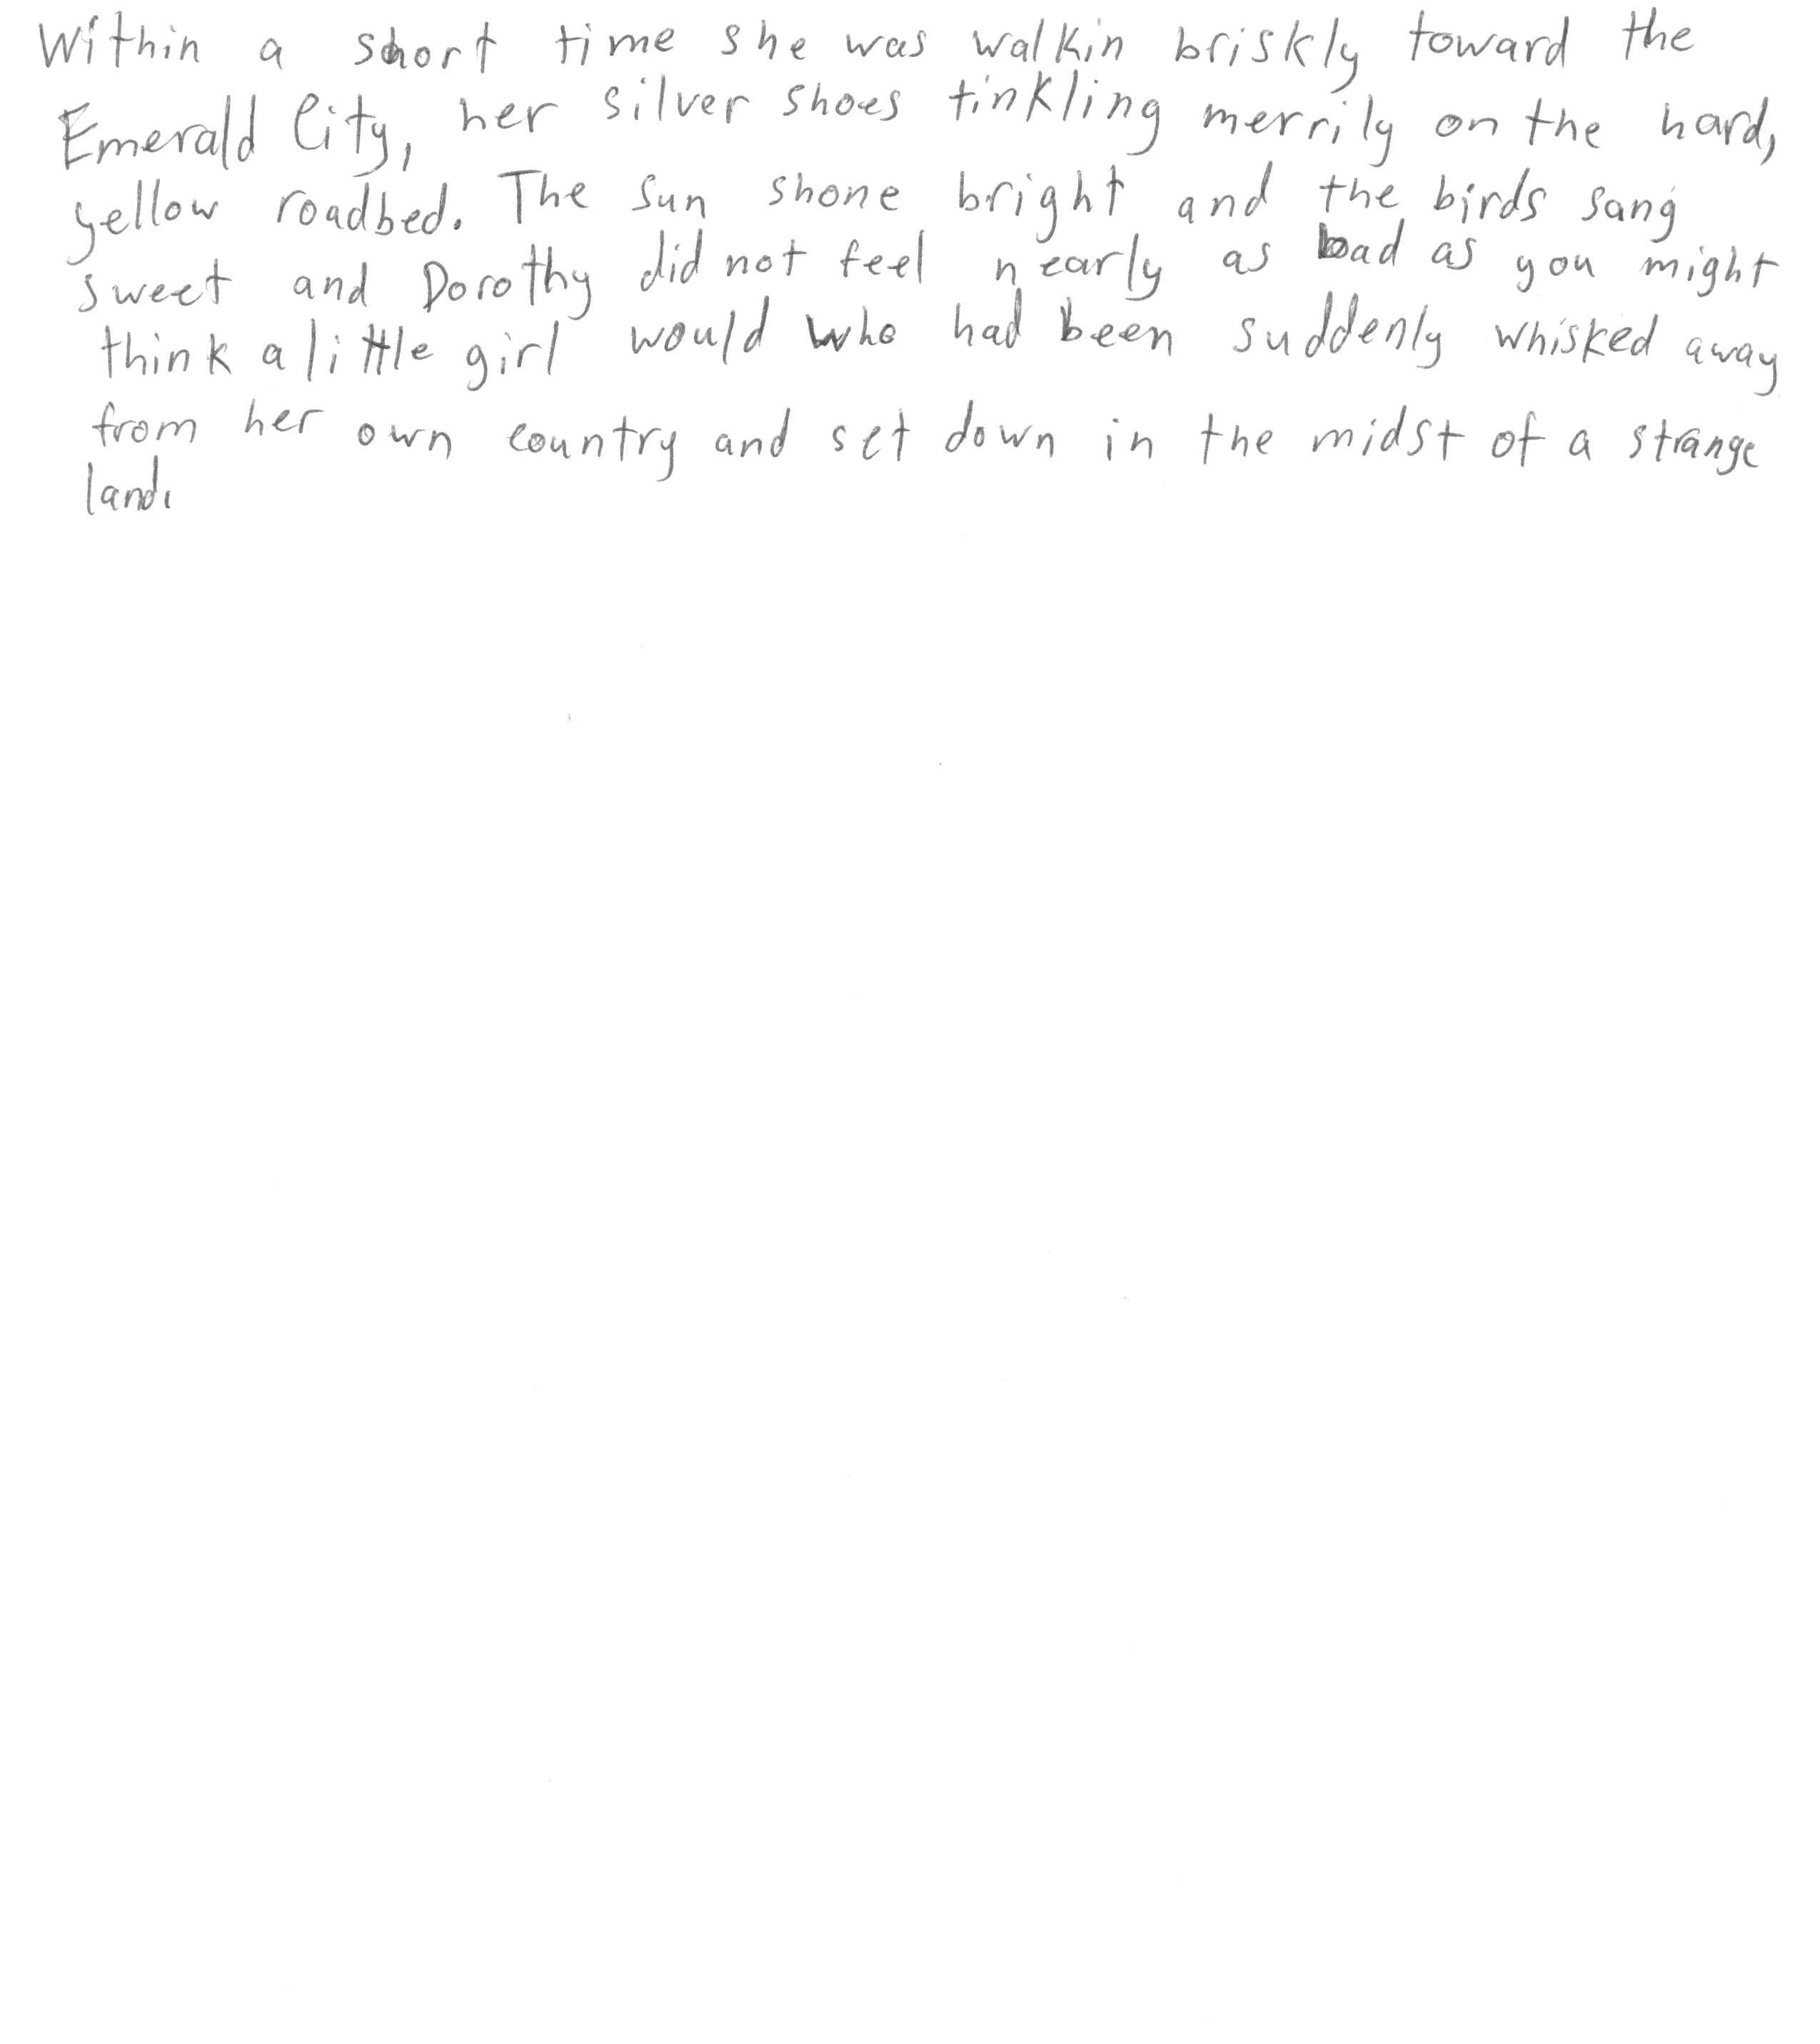 Within a short time she was walkin briskly toward the
Emerald City, her silver shoes tinkling merrily on the hard,
yellow roadbed. The sun shone bright and the birds sang
sweet and Dorothy did not feel nearly as bad as you might
think a little girl would who had been suddenly whisked away
from her own country and set down in the midst of a strange
land.